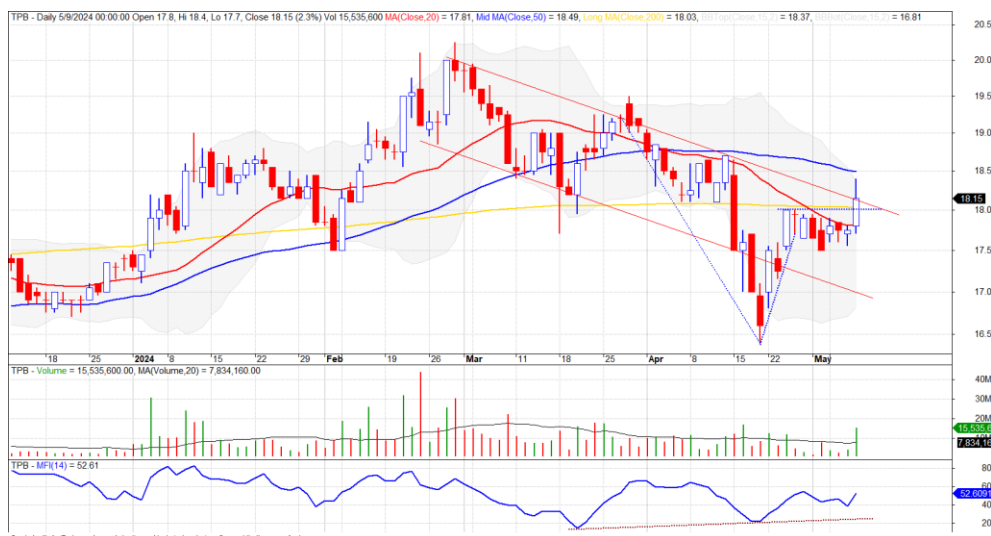 TPB - Daily 5/9/2024 00:00:00 Open 17.8, Hi 18.4, Lo 17.7, Close 18.15 (2.3%) Vol 15,535,600 MA(Close,20) = 17.81, Mid MA(Close,50) = 18.49, Long MA(Close,200) = 18.03, BBTop(Close,15,2) = 18.37, BBBot(Close,15,2) = 16.81
20.5
20.0
19.5
19.0
18.5
18.15
18.0
17.5
17.0
16.5
18 25 2024 8 15 22 29 Feb 19 26 Mar 11 18 25 Apr 8 15 22 May
TPB - Volume = 15,535,600.00, MA(Volume,20) = 7,834,160.00
40M
30M
20M
15,535,6
7,834,16
TPB - MFI(14) = 52.61
80
60
52.6091
40
20